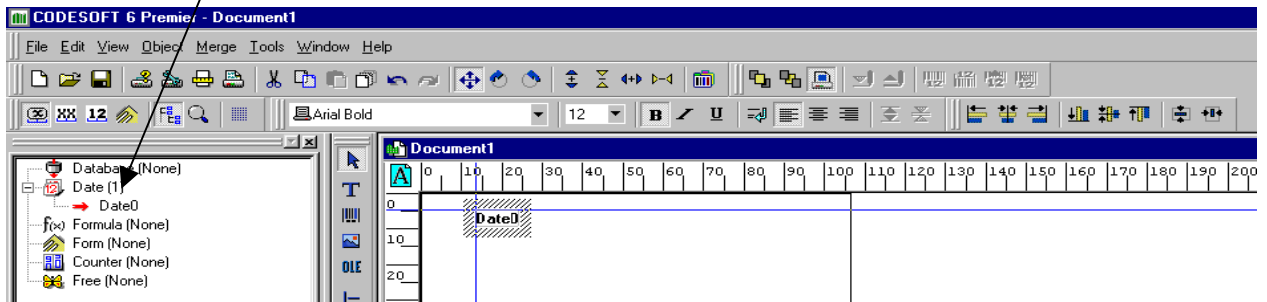 CODESOFT 6 Premier - Document1
File Edit View Object Merge Tools Window Help
XX 12 Arial Bold 12 B U
Database (None)
Date (1)
Date0
f(x) Formula (None)
Form (None)
Counter (None)
Free (None)
T
OLE
Document1
A 0 10 20 30 40 50 60 70 80 90 100 110 120 130 140 150 160 170 180 190 200
0
Date0
10
20